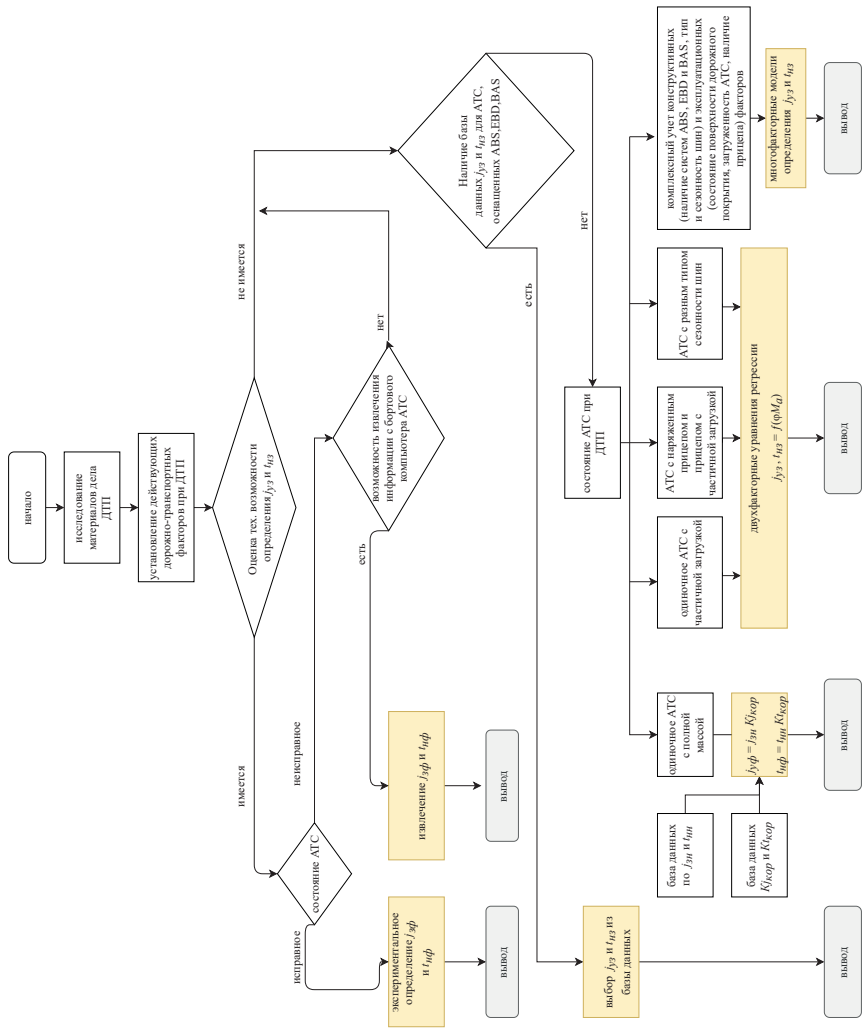 начало
исследование
материалов дела
ДТП
установление действующих
дорожно-транспортных
факторов при ДТП
Оценка тех. возможности
определения jуз и tнз
имеется
не имеется
состояние АТС
исправное
неисправное
возможность извлечения
информации с бортового
компьютера АТС
есть
нет
экспериментальное
определение jзф
и tнф
вывод
извлечение jзф и tнф
вывод
Наличие базы
данных jуз и tнз для АТС,
оснащенных ABS,EBD,BAS
есть
нет
выбор jуз и tнз из
базы данных
вывод
состояние АТС при
ДТП
одиночное АТС
с полной
массой
база данных
по jзн и tнн
база данных
Kjкор и Ktкор
jуф = jзн Kjкор
tнф = tнн Ktкор
вывод
одиночное АТС с
частичной загрузкой
АТС с наряженным
прицепом и
прицепом с
частичной загрузкой
АТС с разным типом
сезонности шин
двухфакторные уравнения регрессии
jуз , tнз = f(φMa)
вывод
комплексный учет конструктивных
(наличие систем ABS, EBD и BAS, тип
и сезонность шин) и эксплуатационных
(состояние поверхности дорожного
покрытия, загруженность АТС, наличие
прицепа) факторов
многофакторные модели
определения jуз и tнз
вывод